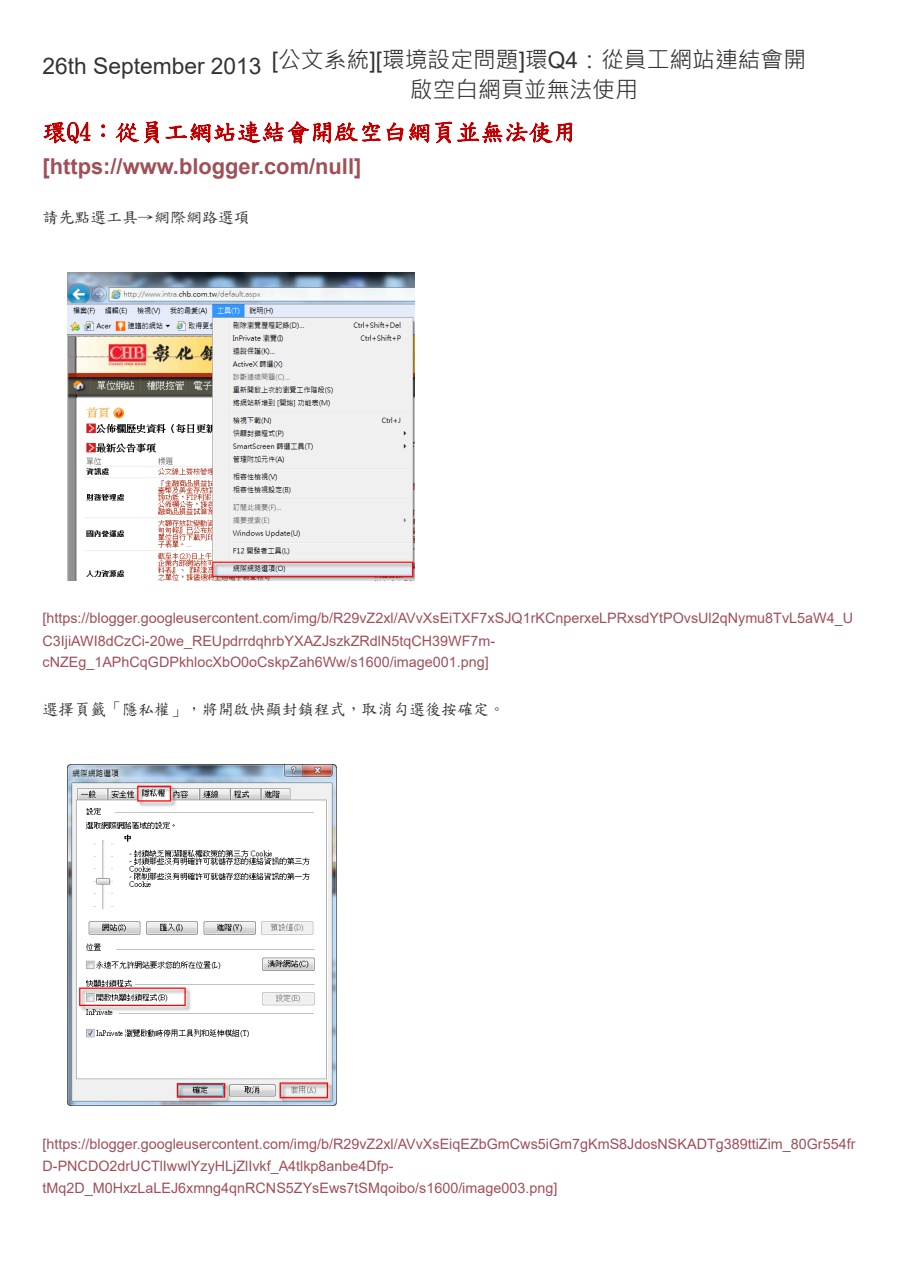 26th September 2013 [公文系統][環境設定問題]環Q4：從員工網站連結會開
啟空白網頁並無法使用
環Q4：從員工網站連結會開啟空白網頁並無法使用
[https://www.blogger.com/null]
請先點選工具→網際網路選項
http://www.intra.chb.com.tw/default.aspx
檔案(F) 編輯(E) 檢視(V) 我的最愛(A) 工具(T) 說明(H)
Acer 建議的網站 取得更
刪除瀏覽歷程記錄(D)... Ctrl+Shift+Del
InPrivate 瀏覽(I) Ctrl+Shift+P
追蹤保護(K)...
ActiveX 篩選(X)
診斷連線問題(C)...
重新開啟上次的瀏覽工作階段(S)
將網站新增到 [開始] 功能表(M)
檢視下載(N) Ctrl+J
快顯封鎖程式(P)
SmartScreen 篩選工具(T)
管理附加元件(A)
相容性檢視(V)
相容性檢視設定(B)
訂閱此摘要(F)...
摘要搜索(E)
Windows Update(U)
F12 開發者工具(L)
網際網路選項(O)
CHB 彰化
單位網站 權限控管 電子
首頁
公佈欄歷史資料（每日更新
最新公告事項
單位 標題
資訊處 公文線上簽核管理
財務管理處
國內營運處
人力資源處
[https://blogger.googleusercontent.com/img/b/R29vZ2xl/AVvXsEiTXF7xSJQ1rKCnperxeLPRxsdYtPOvsUl2qNymu8TvL5aW4_U
C3IjiAWI8dCzCi-20we_REUpdrrdqhrbYXAZJszkZRdlN5tqCH39WF7m-
cNZEg_1APhCqGDPkhlocXbO0oCskpZah6Ww/s1600/image001.png]
選擇頁籤「隱私權」，將開啟快顯封鎖程式，取消勾選後按確定。
網際網路選項
一般 安全性 隱私權 內容 連線 程式 進階
設定
選取網際網路區域的設定。
中
- 封鎖缺乏簡潔隱私權政策的第三方 Cookie
- 封鎖那些沒有明確許可就儲存您的連絡資訊的第三方
Cookie
- 限制那些沒有明確許可就儲存您的連絡資訊的第一方
Cookie
網站(S) 匯入(I) 進階(V) 預設值(D)
位置
永遠不允許網站要求您的所在位置(L) 清除網站(C)
快顯封鎖程式
開啟快顯封鎖程式(B) 設定(E)
InPrivate
InPrivate 瀏覽啟動時停用工具列和延伸模組(T)
確定 取消 套用(A)
[https://blogger.googleusercontent.com/img/b/R29vZ2xl/AVvXsEiqEZbGmCws5iGm7gKmS8JdosNSKADTg389ttiZim_80Gr554fr
D-PNCDO2drUCTlIwwlYzyHLjZlIvkf_A4tlkp8anbe4Dfp-
tMq2D_M0HxzLaLEJ6xmng4qnRCNS5ZYsEws7tSMqoibo/s1600/image003.png]